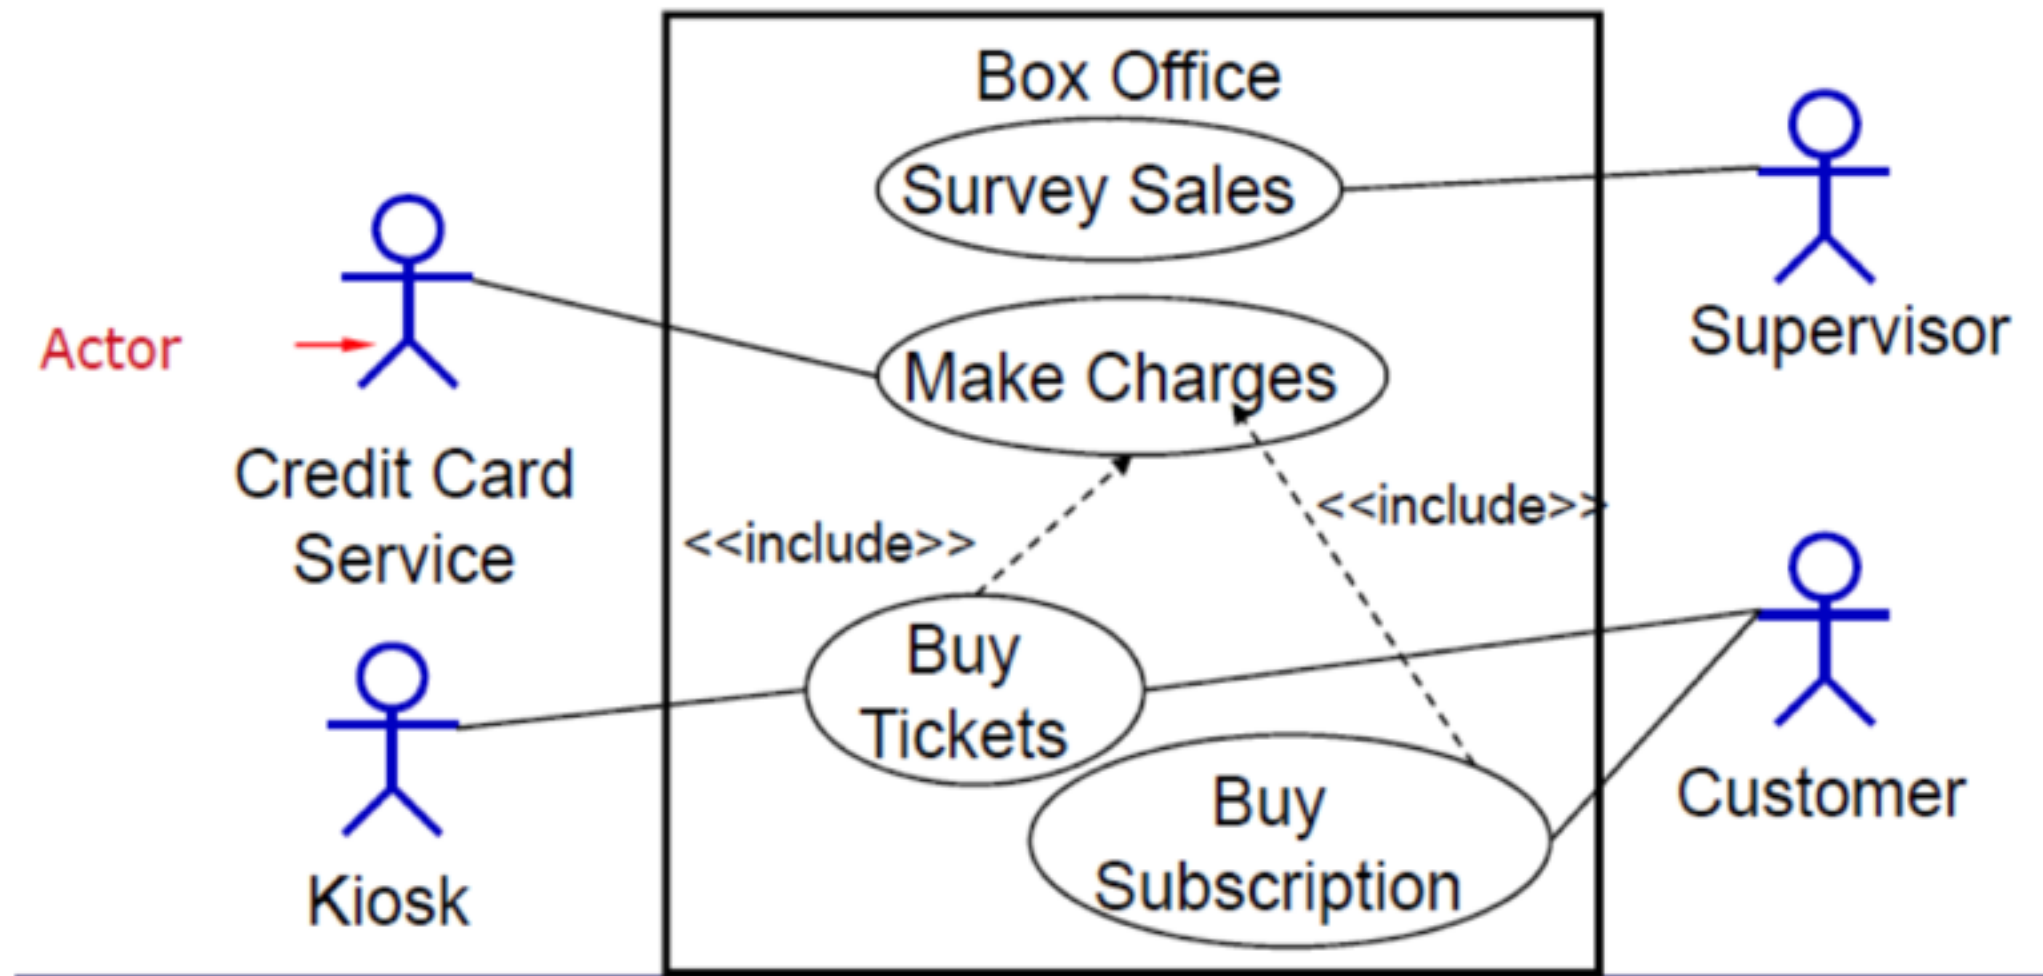 Box Office
Survey Sales
Supervisor
Actor
Make Charges
Credit Card
Service
<<include>>
<<include>>
Buy
Tickets
Customer
Kiosk
Buy
Subscription